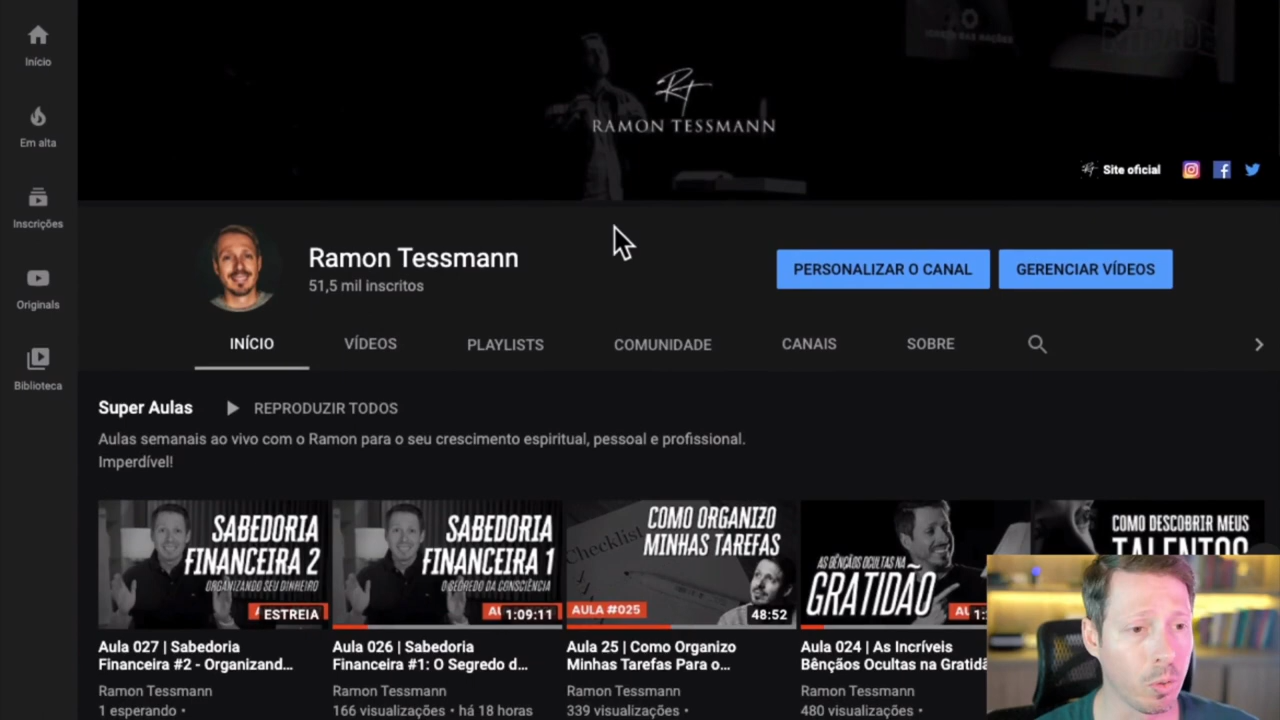 PATER
RAMON TESSMANN
Site oficial
Início
Em alta
Inscrições
Originals
Biblioteca
Ramon Tessmann
51,5 mil inscritos
PERSONALIZAR O CANAL
GERENCIAR VÍDEOS
INÍCIO
VÍDEOS
PLAYLISTS
COMUNIDADE
CANAIS
SOBRE
Super Aulas
REPRODUZIR TODOS
Aulas semanais ao vivo com o Ramon para o seu crescimento espiritual, pessoal e profissional.
Imperdível!
SABEDORIA
FINANCEIRA 2
ORGANIZANDO SEU DINHEIRO
ESTREIA
Aula 027 | Sabedoria
Financeira #2 - Organizand...
Ramon Tessmann
1 esperando •
SABEDORIA
FINANCEIRA 1
O SEGREDO DA CONSCIÊNCIA
1:09:11
Aula 026 | Sabedoria
Financeira #1: O Segredo d...
Ramon Tessmann
166 visualizações • há 18 horas
COMO ORGANIZO
MINHAS TAREFAS
Checklist
AULA #025
48:52
Aula 25 | Como Organizo
Minhas Tarefas Para o...
Ramon Tessmann
339 visualizações •
AS BÊNÇÃOS OCULTAS NA
GRATIDÃO
Aula 024 | As Incríveis
Bênçãos Ocultas na Gratidã
Ramon Tessmann
480 visualizações •
COMO DESCOBRIR MEUS
TALENTOS